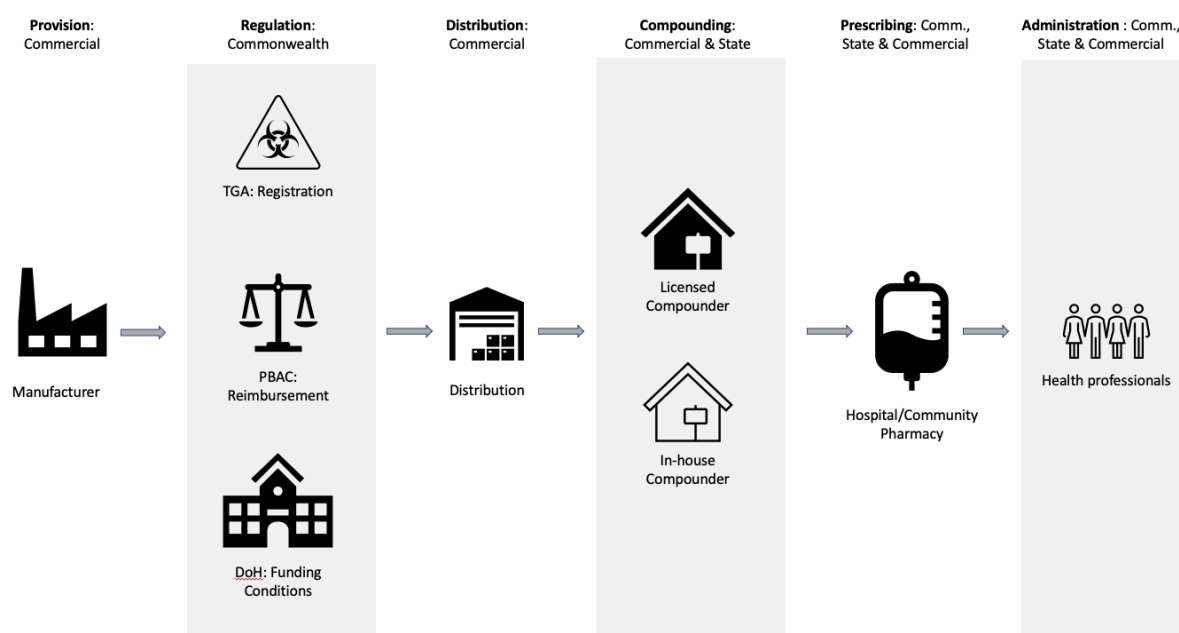 Provision:
Commercial
Regulation:
Commonwealth
Distribution:
Commercial
Compounding:
Commercial & State
Prescribing: Comm.,
State & Commercial
Administration : Comm.,
State & Commercial
TGA: Registration
PBAC:
Reimbursement
DoH: Funding
Conditions
Manufacturer
Distribution
Licensed
Compounder
In-house
Compounder
Hospital/Community
Pharmacy
Health professionals